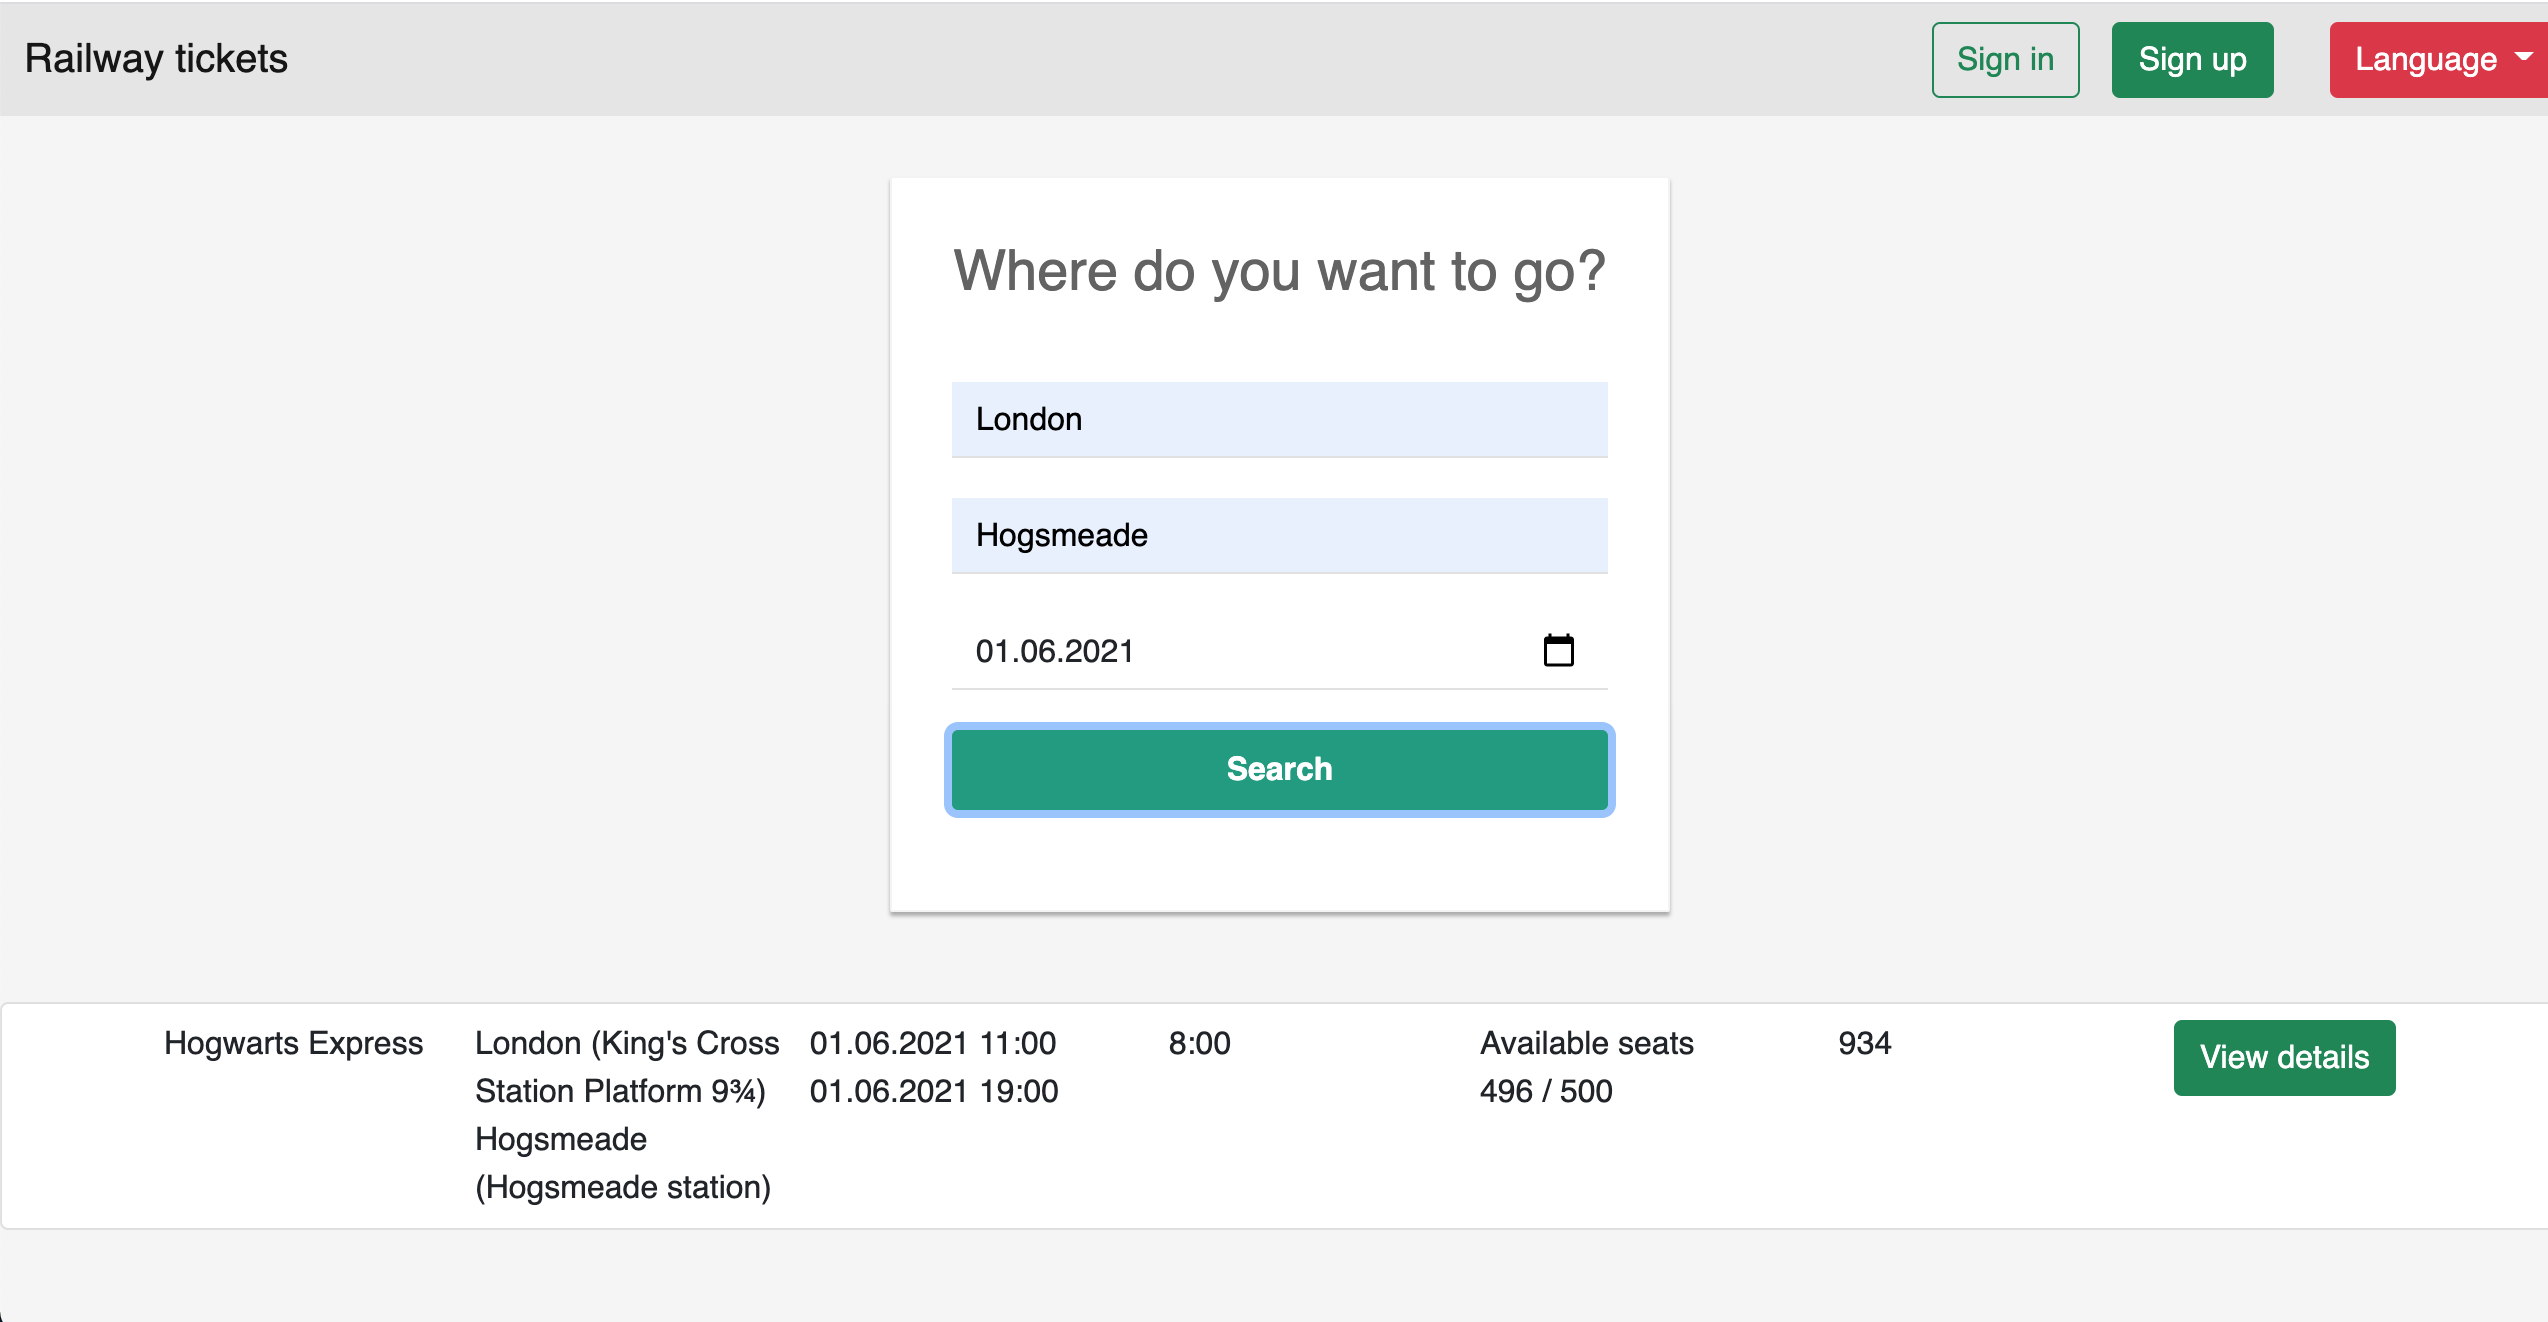 Railway tickets
Sign in
Sign up
Language
Where do you want to go?
London
Hogsmeade
01.06.2021
Search
Hogwarts Express
London (King's Cross
Station Platform 9¾)
Hogsmeade
(Hogsmeade station)
01.06.2021 11:00
01.06.2021 19:00
8:00
Available seats
496 / 500
934
View details